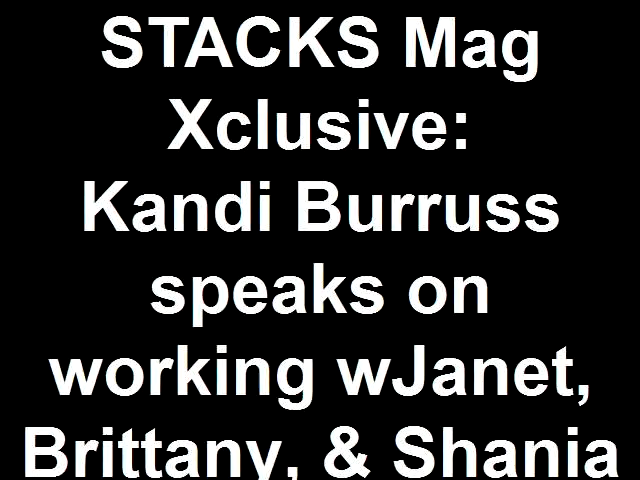 STACKS Mag
Xclusive:
Kandi Burruss
speaks on
working wJanet,
Brittany, & Shania